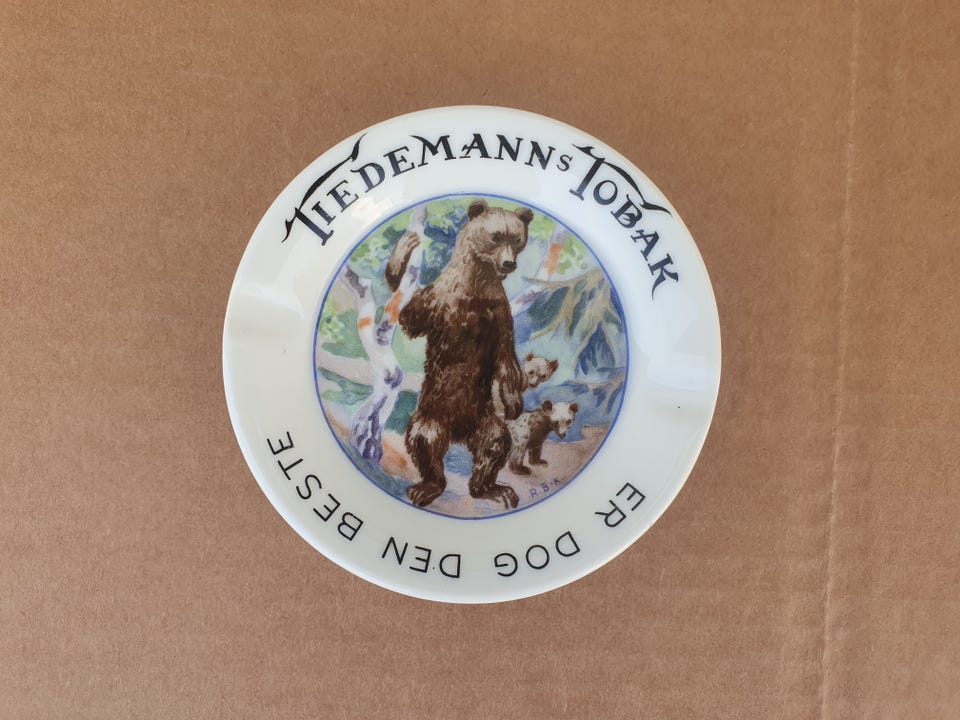 TIEDEMANNS TOBAK
R.B-K.
ER DOG DEN BESTE